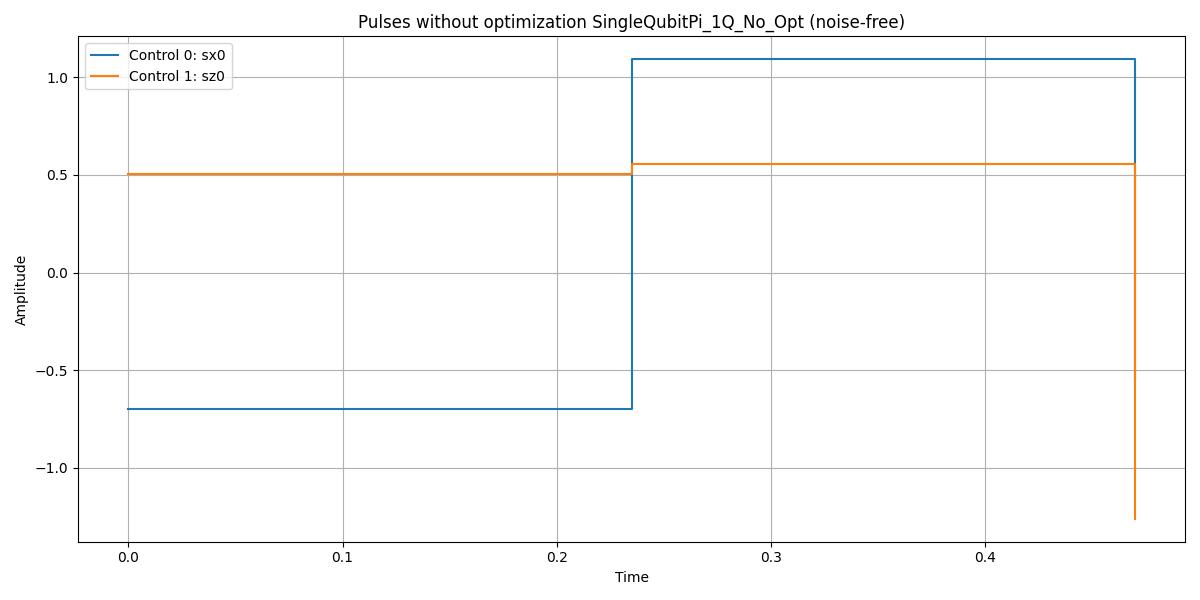 Pulses without optimization SingleQubitPi_1Q_No_Opt (noise-free)
Control 0: sx0
Control 1: sz0
1.0
0.5
0.0
−0.5
−1.0
Amplitude
0.0 0.1 0.2 0.3 0.4
Time